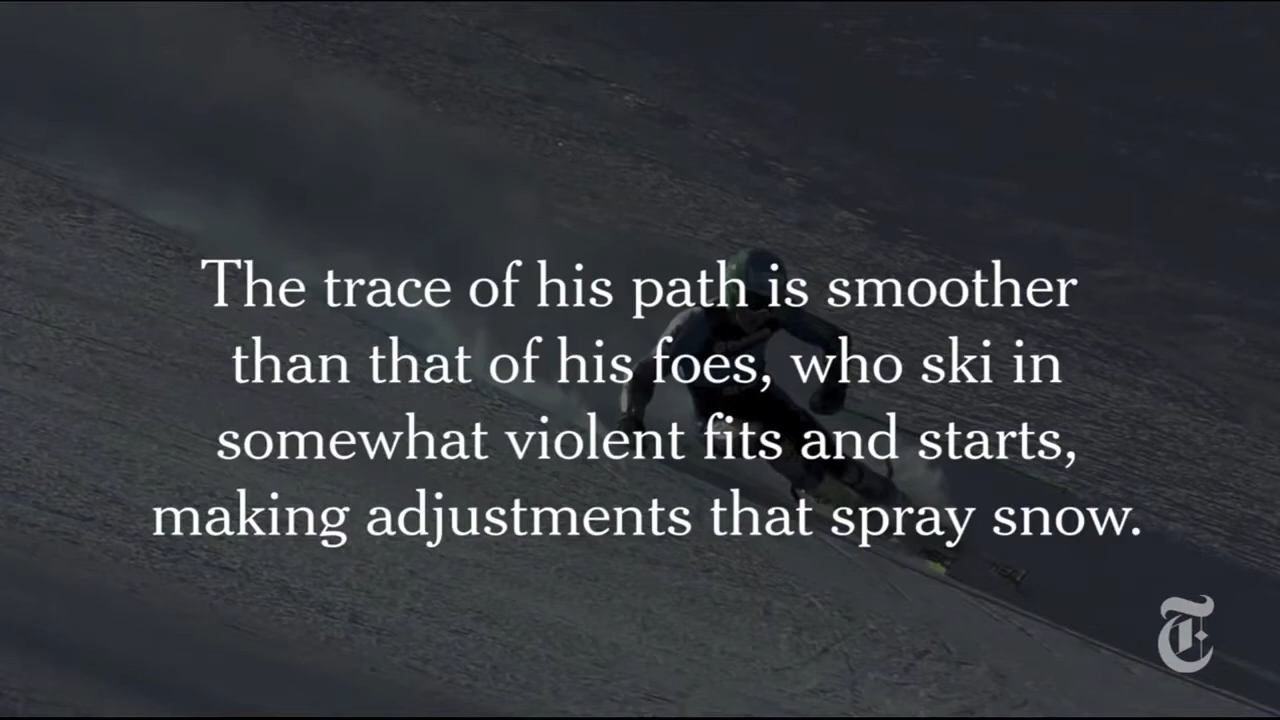 The trace of his path is smoother
than that of his foes, who ski in
somewhat violent fits and starts,
making adjustments that spray snow.
T